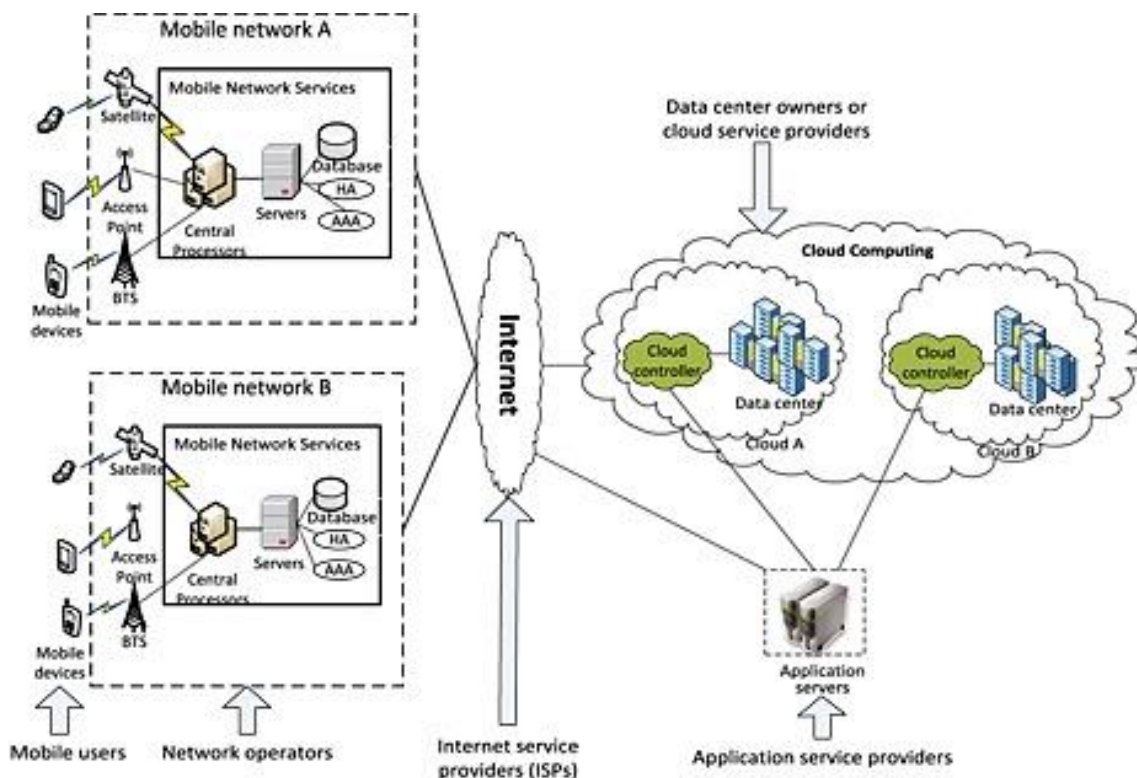 Mobile network A
Mobile Network Services
Satellite
Database
HA
AAA
Access
Point
Servers
Central
Processors
BTS
Mobile
devices
Mobile network B
Mobile Network Services
Satellite
Database
HA
AAA
Access
Point
Servers
Central
Processors
BTS
Mobile
devices
Mobile users
Network operators
Internet
Internet service
providers (ISPs)
Data center owners or
cloud service providers
Cloud Computing
Cloud
controller
Data center
Cloud A
Cloud
controller
Data center
Cloud B
Application
servers
Application service providers